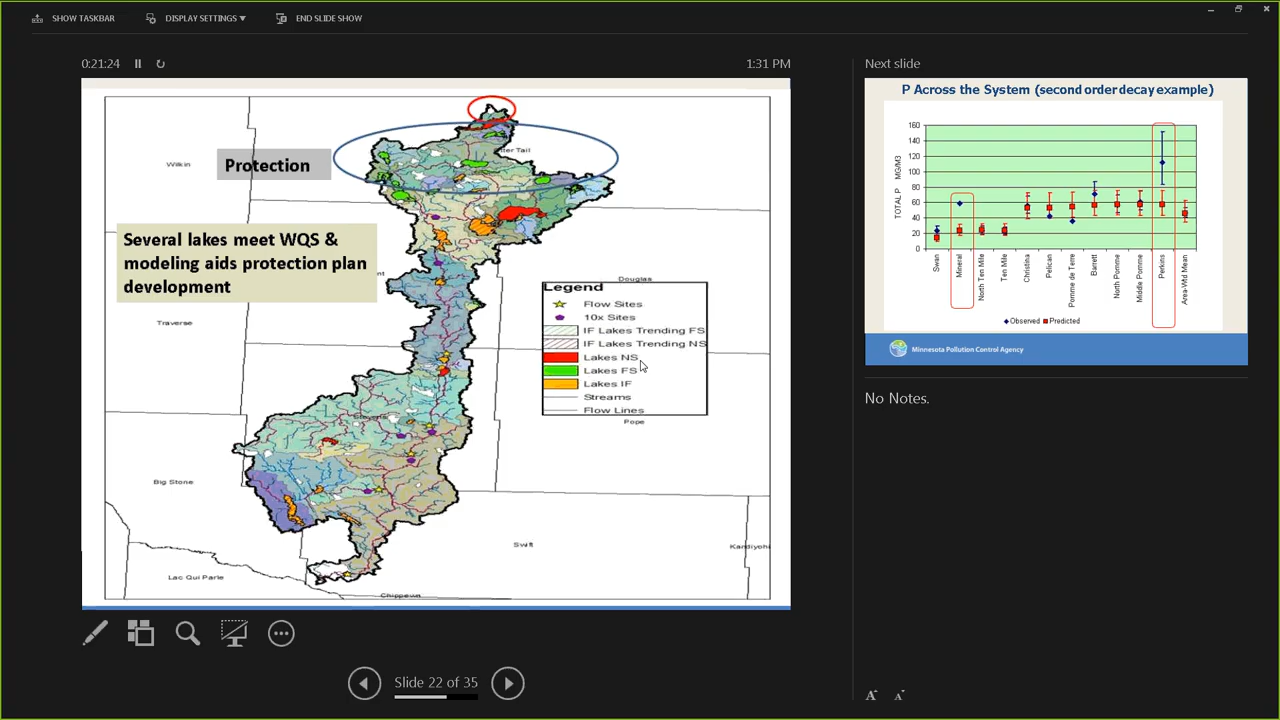 SHOW TASKBAR
DISPLAY SETTINGS
END SLIDE SHOW
0:21:24
1:31 PM
Next slide
Wilkin
Protection
Several lakes meet WQS &
modeling aids protection plan
development
Traverse
Douglas
Legend
Flow Sites
10x Sites
IF Lakes Trending FS
IF Lakes Trending NS
Lakes NS
Lakes FS
Lakes IF
Streams
Flow Lines
Pope
Big Stone
Swift
Kandiyohi
Lac Qui Parle
Chippewa
P Across the System (second order decay example)
TOTAL P MG/M3
160
140
120
100
80
60
40
20
0
Swan
Mineral
North Ten Mile
Ten Mile
Christina
Pelican
Pomme de Terre
Barrett
North Pomme
Middle Pomme
Perkins
Area-Wtd Mean
Observed
Predicted
Minnesota Pollution Control Agency
No Notes.
Slide 22 of 35